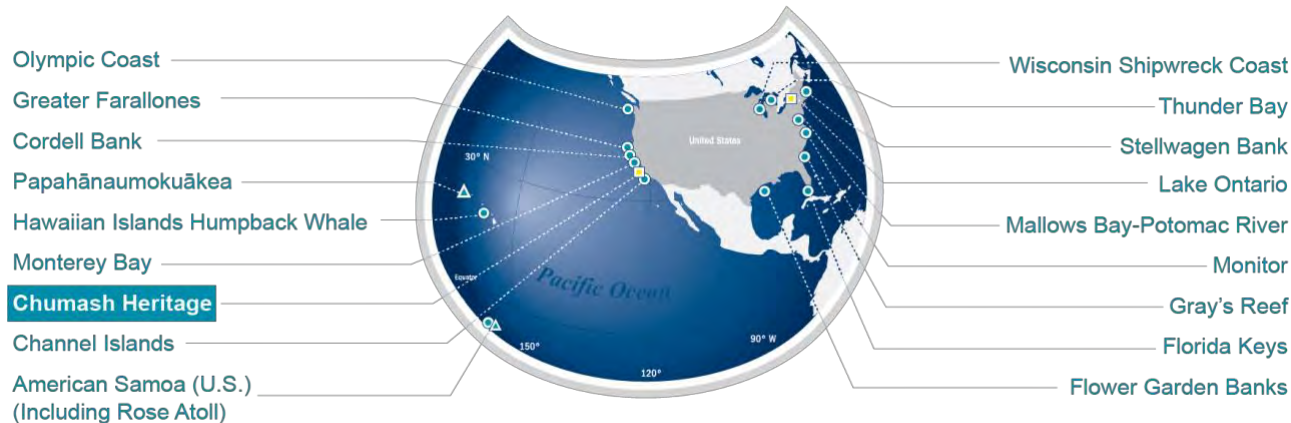 Olympic Coast
Greater Farallones
Cordell Bank
Papahānaumokuākea
Hawaiian Islands Humpback Whale
Monterey Bay
Chumash Heritage
Channel Islands
American Samoa (U.S.)
(Including Rose Atoll)
United States
30° N
Equator
Pacific Ocean
150°
120°
90° W
Wisconsin Shipwreck Coast
Thunder Bay
Stellwagen Bank
Lake Ontario
Mallows Bay-Potomac River
Monitor
Gray's Reef
Florida Keys
Flower Garden Banks